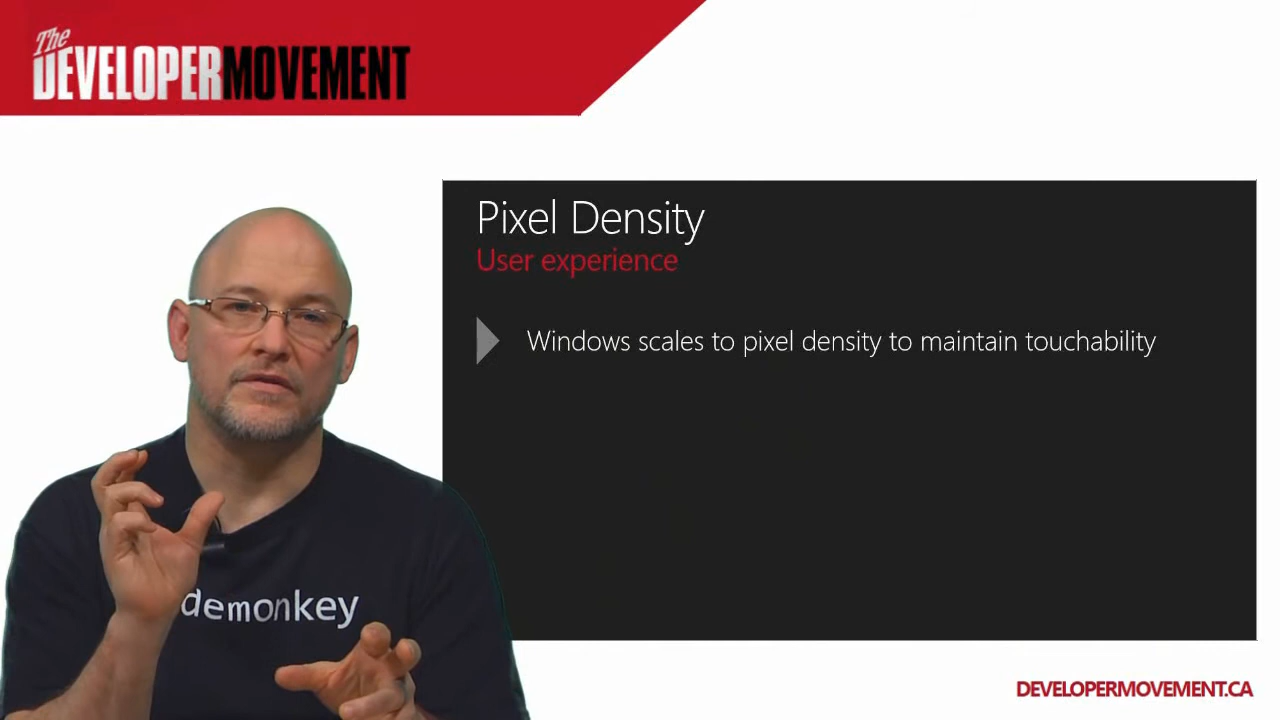 The
DEVELOPERMOVEMENT
Pixel Density
User experience
Windows scales to pixel density to maintain touchability
demonkey
DEVELOPERMOVEMENT.CA